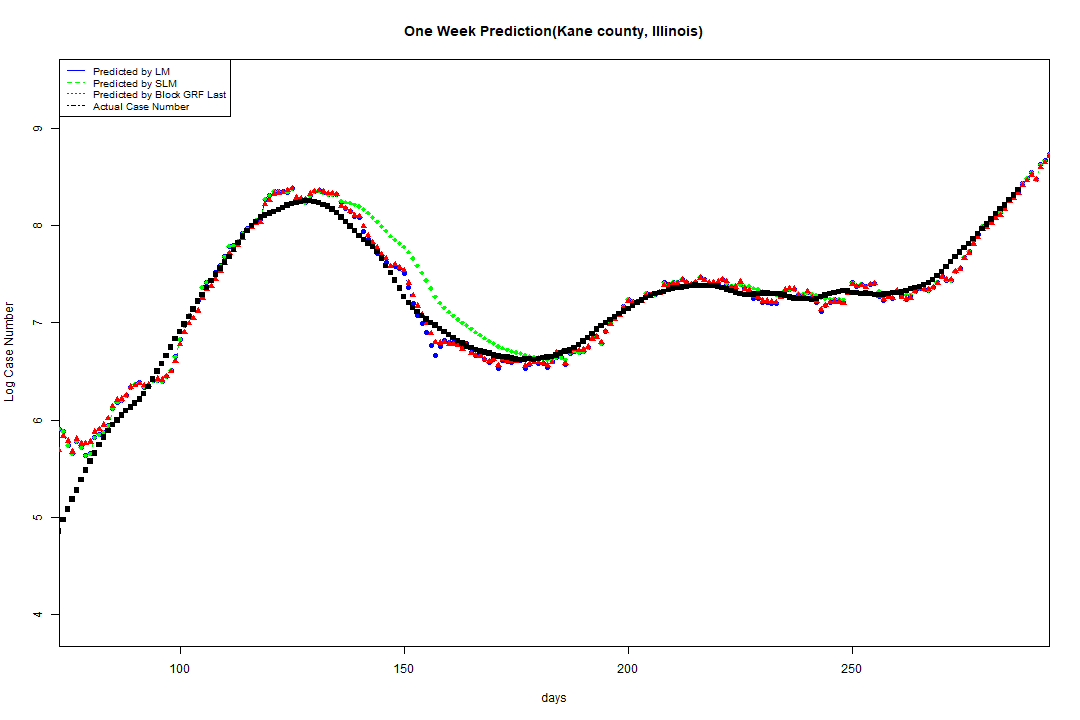 One Week Prediction(Kane county, Illinois)
Predicted by LM
Predicted by SLM
Predicted by Block GRF Last
Actual Case Number
9
8
7
6
5
4
Log Case Number
100 150 200 250
days